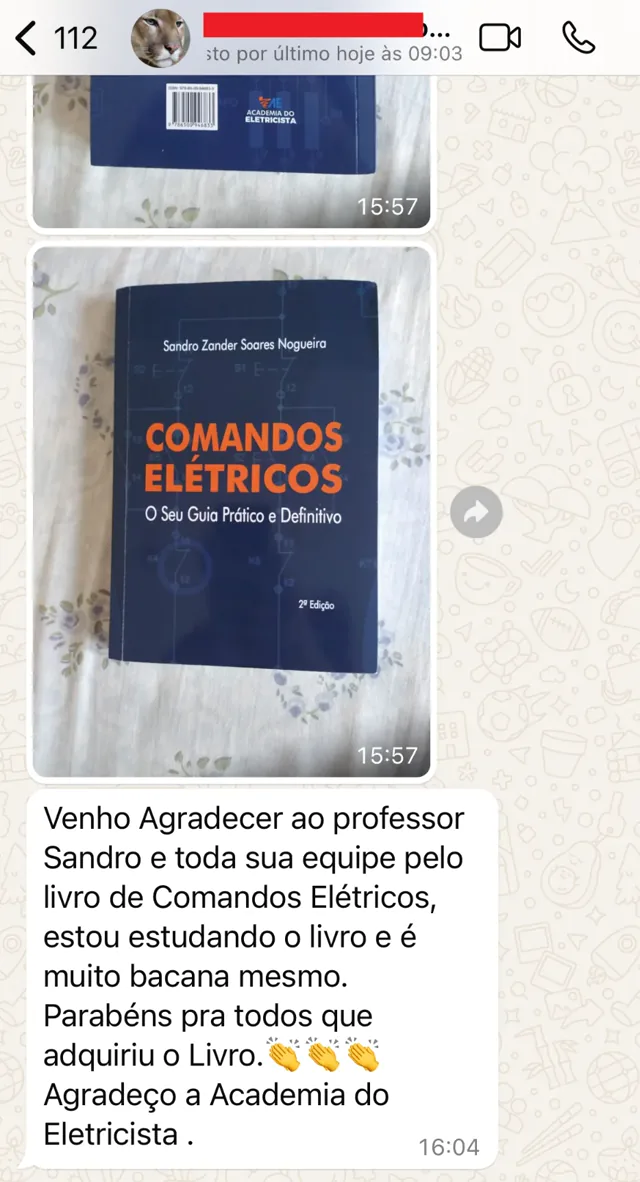 112
...
sto por último hoje às 09:03
ACADEMIA DO
ELETRICISTA
15:57
Sandro Zander Soares Nogueira
COMANDOS
ELÉTRICOS
O Seu Guia Prático e Definitivo
2ª Edição
15:57
Venho Agradecer ao professor
Sandro e toda sua equipe pelo
livro de Comandos Elétricos,
estou estudando o livro e é
muito bacana mesmo.
Parabéns pra todos que
adquiriu o Livro.👏👏👏
Agradeço a Academia do
Eletricista .
16:04